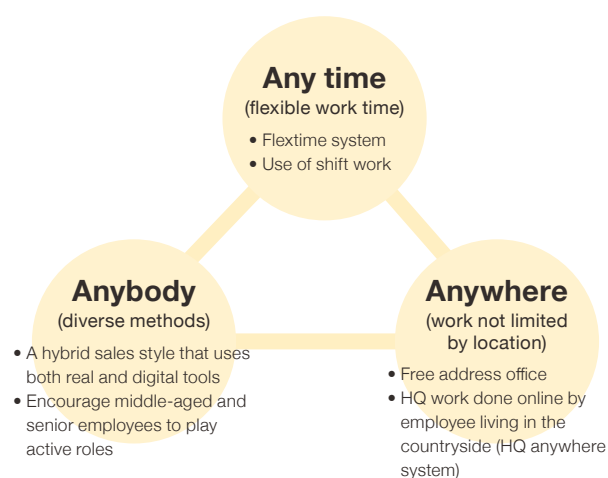 Any time
(flexible work time)
• Flextime system
• Use of shift work
Anybody
(diverse methods)
• A hybrid sales style that uses
both real and digital tools
• Encourage middle-aged and
senior employees to play
active roles
Anywhere
(work not limited
by location)
• Free address office
• HQ work done online by
employee living in the
countryside (HQ anywhere
system)